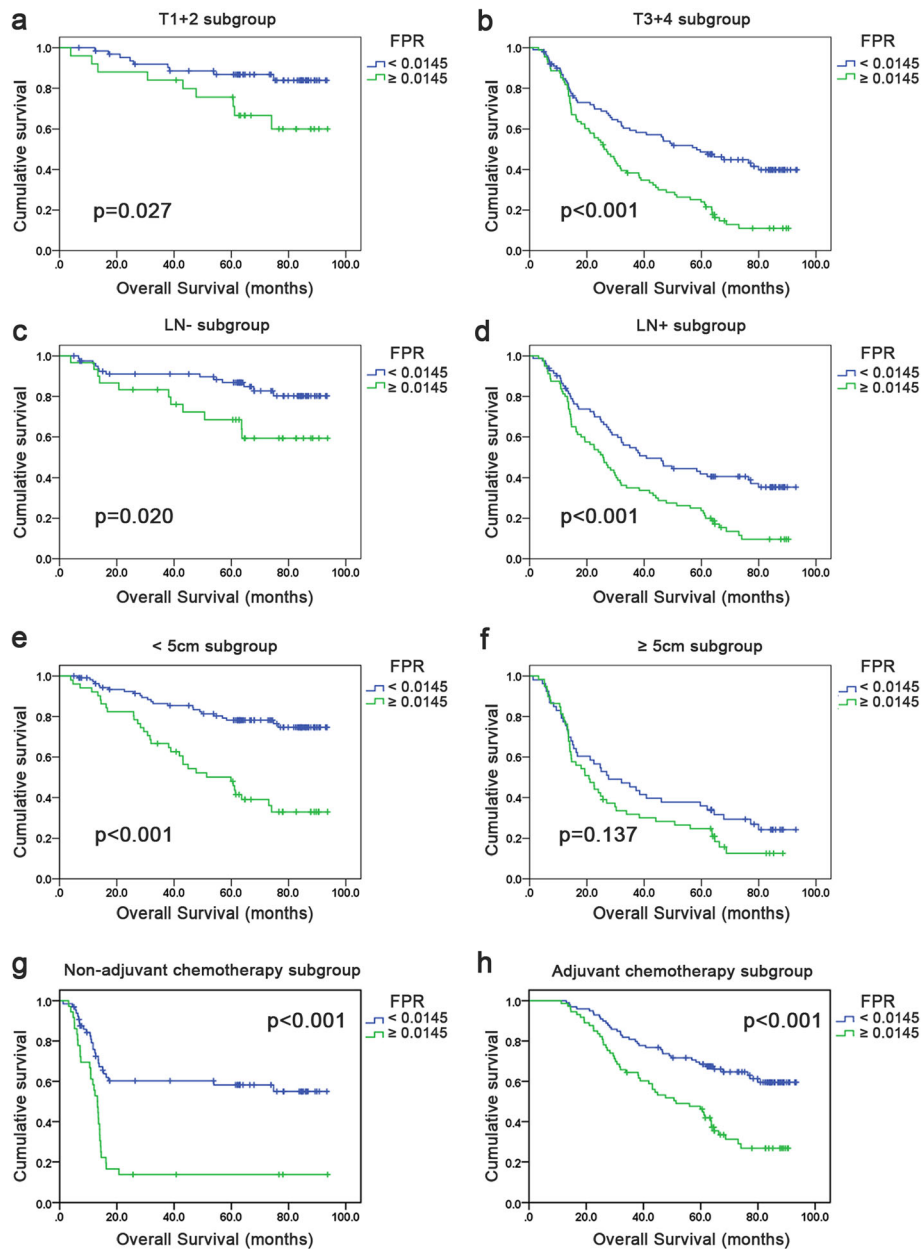 a
T1+2 subgroup
FPR
< 0.0145
≥ 0.0145
Cumulative survival
1.0
0.8
0.6
0.4
0.2
0.0
p=0.027
.0 20.0 40.0 60.0 80.0 100.0
Overall Survival (months)
b
T3+4 subgroup
FPR
< 0.0145
≥ 0.0145
Cumulative survival
1.0
0.8
0.6
0.4
0.2
0.0
p<0.001
.0 20.0 40.0 60.0 80.0 100.0
Overall Survival (months)
c
LN- subgroup
FPR
< 0.0145
≥ 0.0145
Cumulative survival
1.0
0.8
0.6
0.4
0.2
0.0
p=0.020
.0 20.0 40.0 60.0 80.0 100.0
Overall Survival (months)
d
LN+ subgroup
FPR
< 0.0145
≥ 0.0145
Cumulative survival
1.0
0.8
0.6
0.4
0.2
0.0
p<0.001
.0 20.0 40.0 60.0 80.0 100.0
Overall Survival (months)
e
< 5cm subgroup
FPR
< 0.0145
≥ 0.0145
Cumulative survival
1.0
0.8
0.6
0.4
0.2
0.0
p<0.001
.0 20.0 40.0 60.0 80.0 100.0
Overall Survival (months)
f
≥ 5cm subgroup
FPR
< 0.0145
≥ 0.0145
Cumulative survival
1.0
0.8
0.6
0.4
0.2
0.0
p=0.137
.0 20.0 40.0 60.0 80.0 100.0
Overall Survival (months)
g
Non-adjuvant chemotherapy subgroup
FPR
< 0.0145
≥ 0.0145
Cumulative survival
1.0
0.8
0.6
0.4
0.2
0.0
p<0.001
.0 20.0 40.0 60.0 80.0 100.0
Overall Survival (months)
h
Adjuvant chemotherapy subgroup
FPR
< 0.0145
≥ 0.0145
Cumulative survival
1.0
0.8
0.6
0.4
0.2
0.0
p<0.001
.0 20.0 40.0 60.0 80.0 100.0
Overall Survival (months)